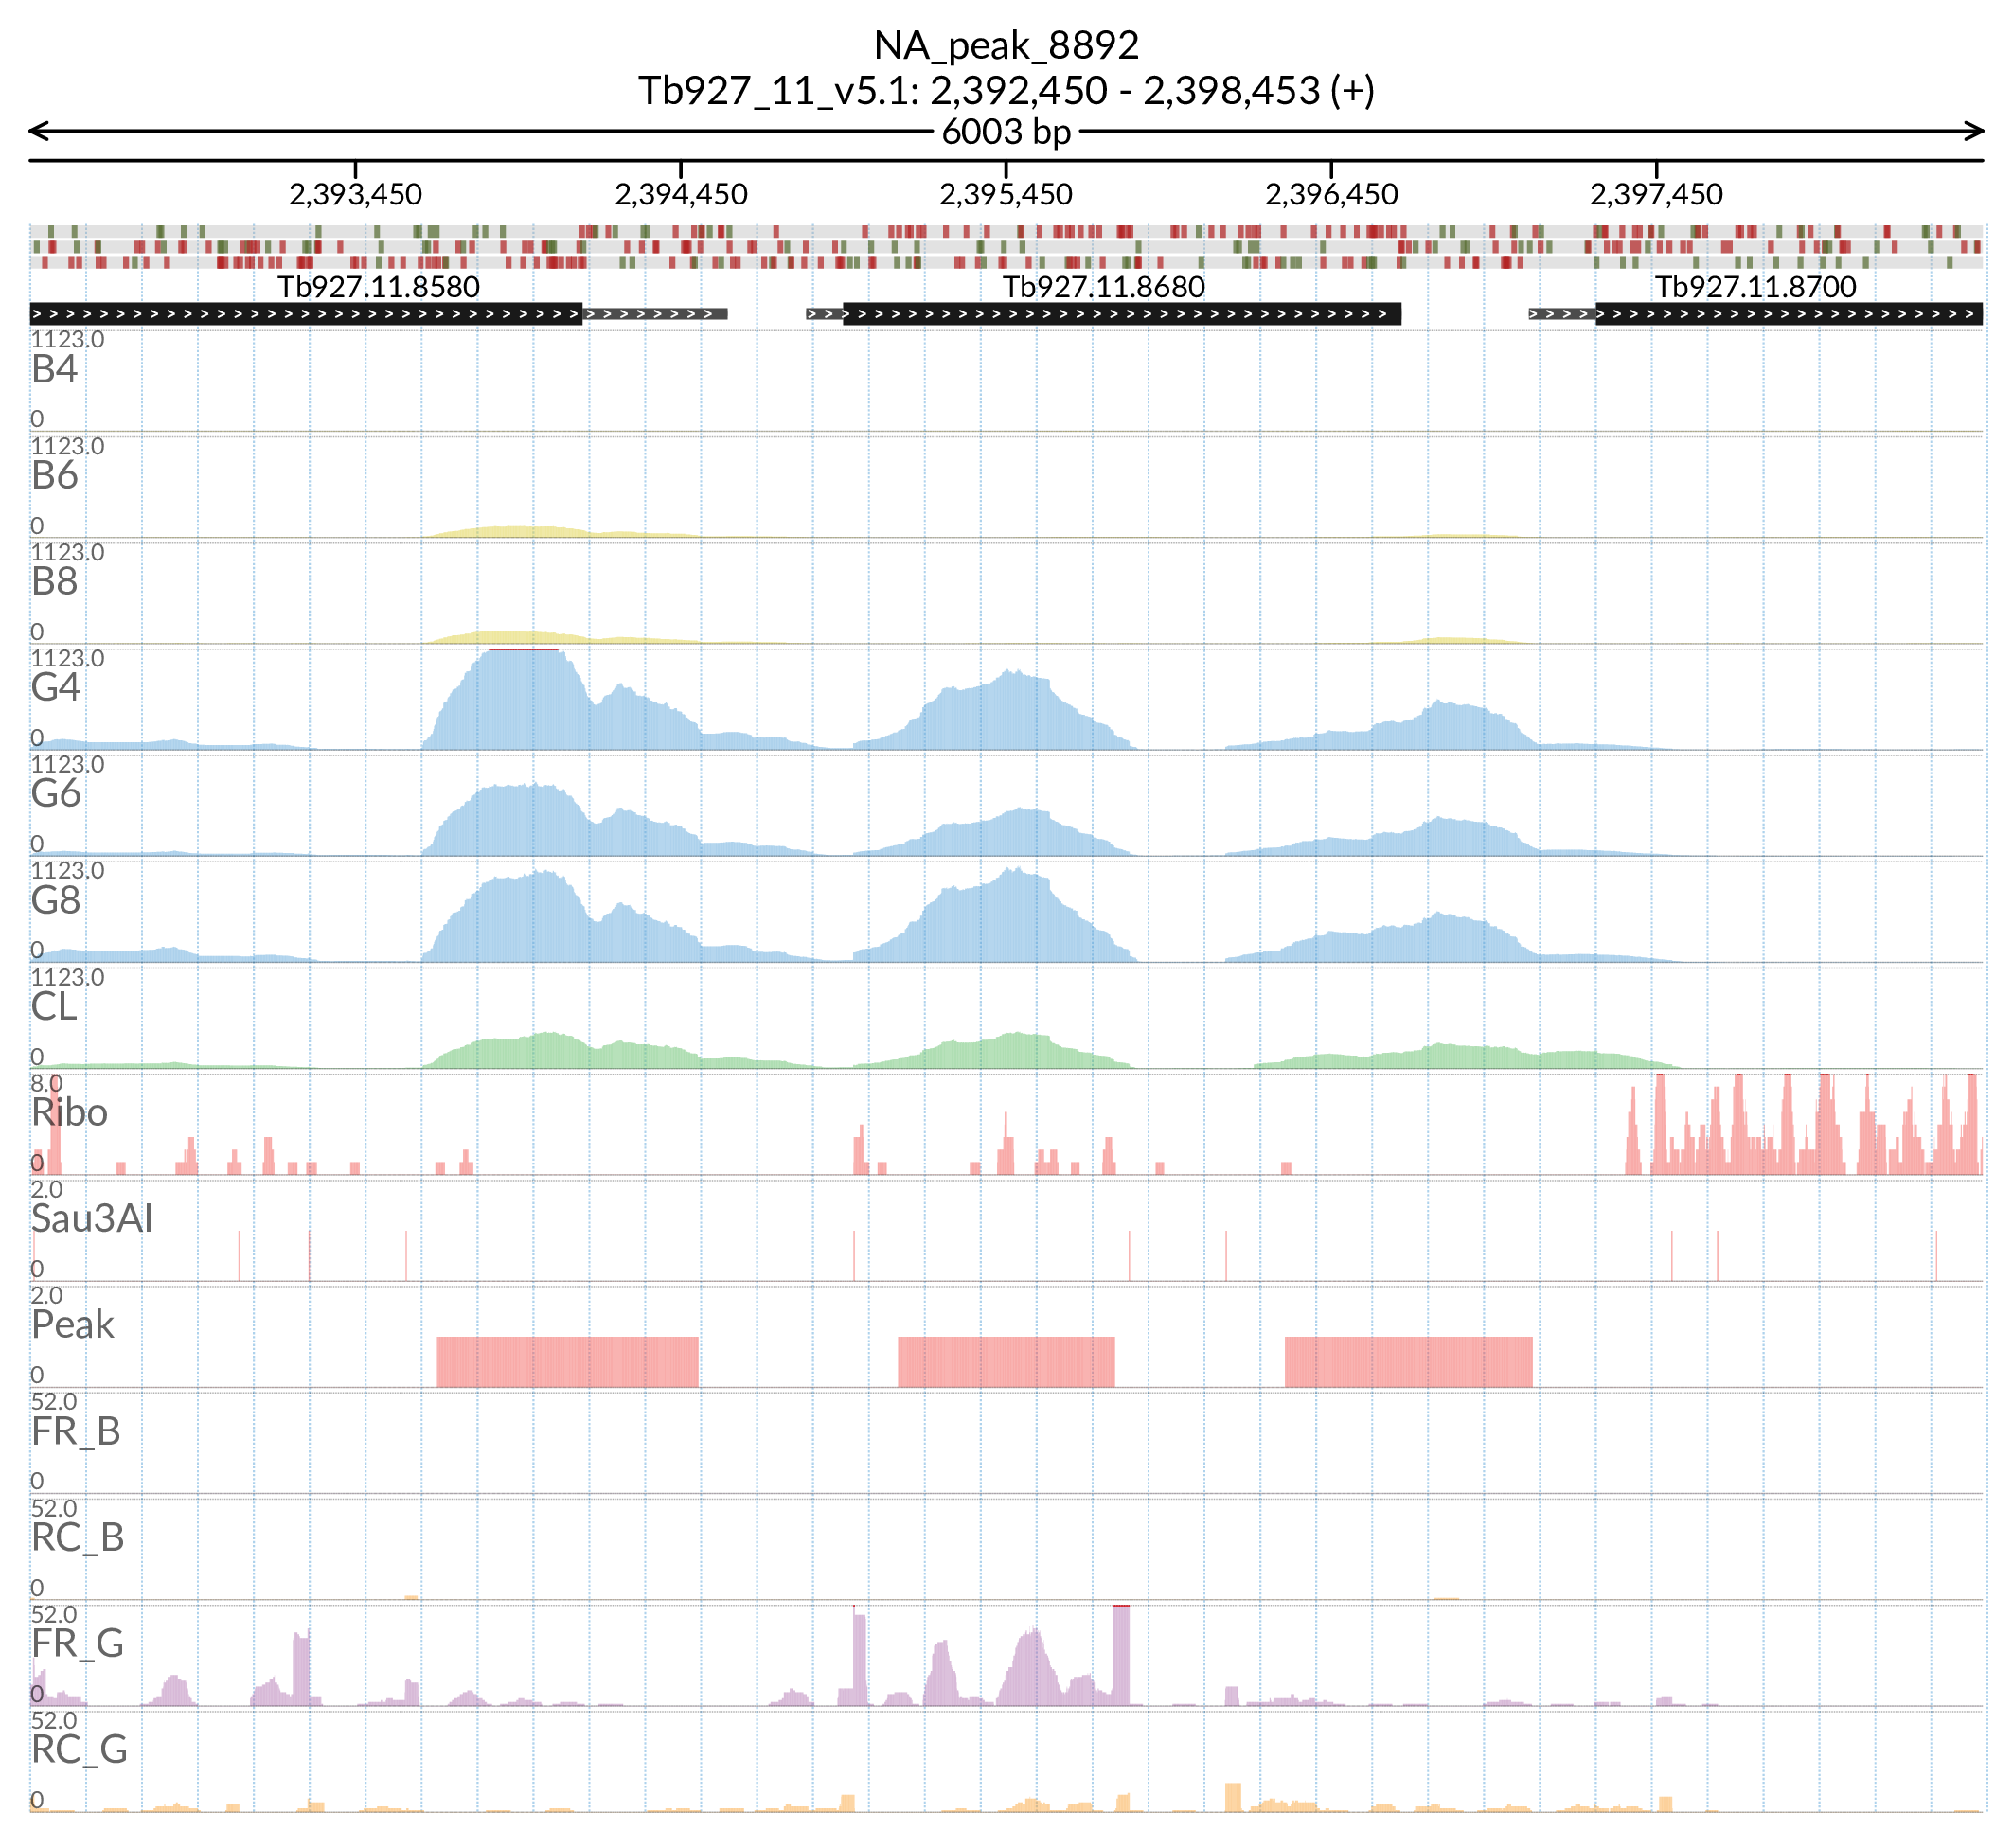 NA_peak_8892
Tb927_11_v5.1: 2,392,450 - 2,398,453 (+)
6003 bp
2,393,450 2,394,450 2,395,450 2,396,450 2,397,450
Tb927.11.8580 Tb927.11.8680 Tb927.11.8700
1123.0
B4
0
1123.0
B6
0
1123.0
B8
0
1123.0
G4
0
1123.0
G6
0
1123.0
G8
0
1123.0
CL
0
8.0
Ribo
0
2.0
Sau3AI
0
2.0
Peak
0
52.0
FR_B
0
52.0
RC_B
0
52.0
FR_G
0
52.0
RC_G
0